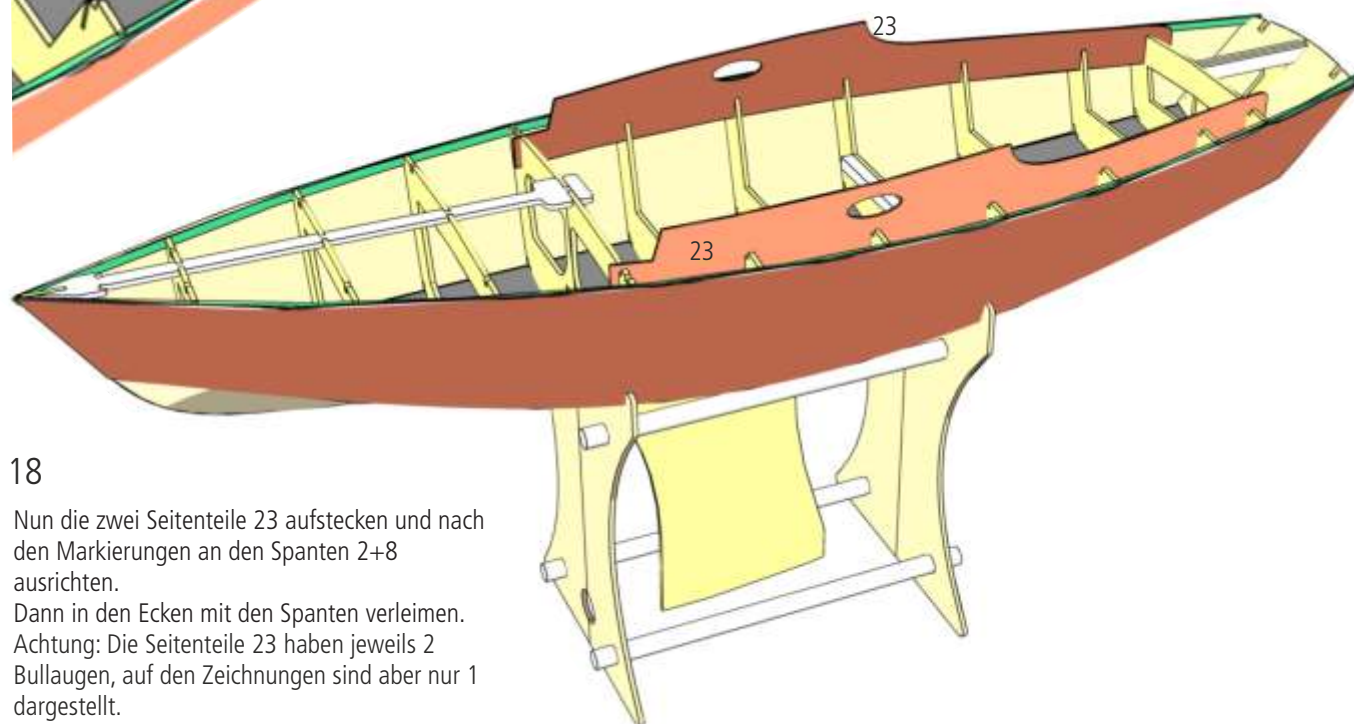 23
23
18
Nun die zwei Seitenteile 23 aufstecken und nach
den Markierungen an den Spanten 2+8
ausrichten.
Dann in den Ecken mit den Spanten verleimen.
Achtung: Die Seitenteile 23 haben jeweils 2
Bullaugen, auf den Zeichnungen sind aber nur 1
dargestellt.